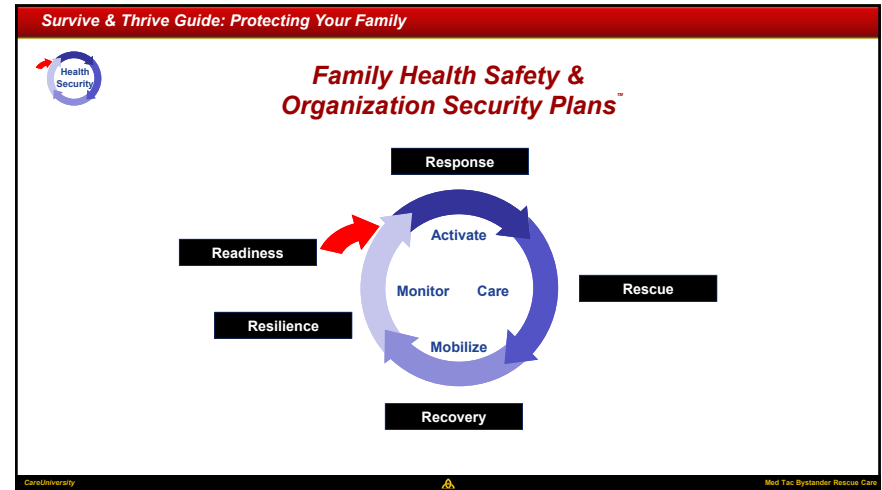 Survive & Thrive Guide: Protecting Your Family
Health
Security
Family Health Safety &
Organization Security Plans™
Response
Activate
Readiness
Monitor Care
Rescue
Resilience
Mobilize
Recovery
CareUniversity
Med Tac Bystander Rescue Care